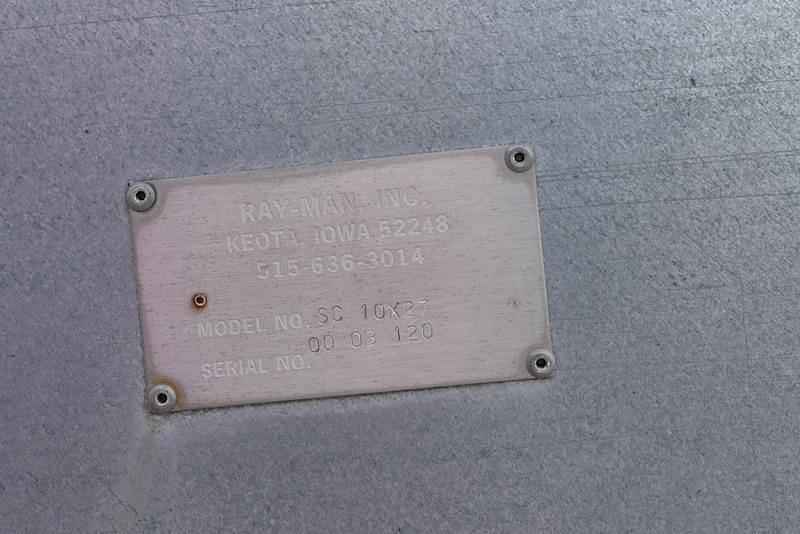 RAY-MAN, INC.
KEOTA, IOWA 52248
515-636-3014
MODEL NO. SC 10X27
00 03 120
SERIAL NO.